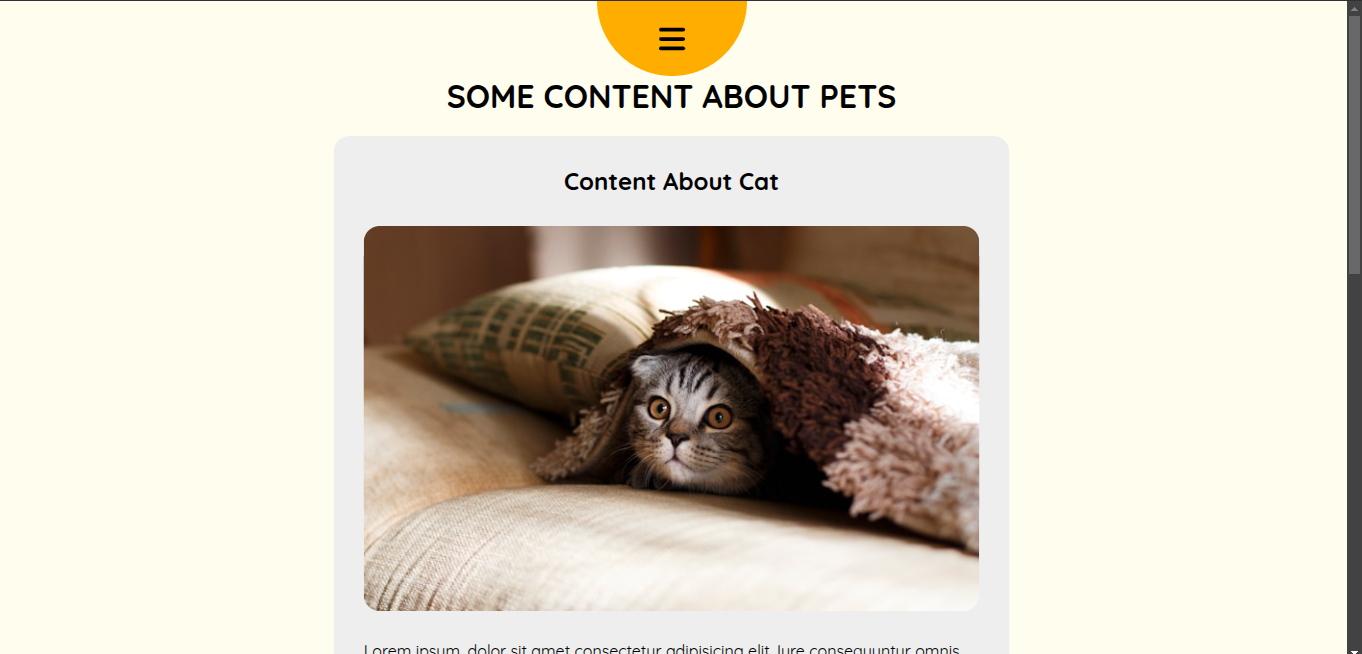 SOME CONTENT ABOUT PETS
Content About Cat
Lorem ipsum, dolor sit amet consectetur adipisicing elit. Iure consequuntur omnis